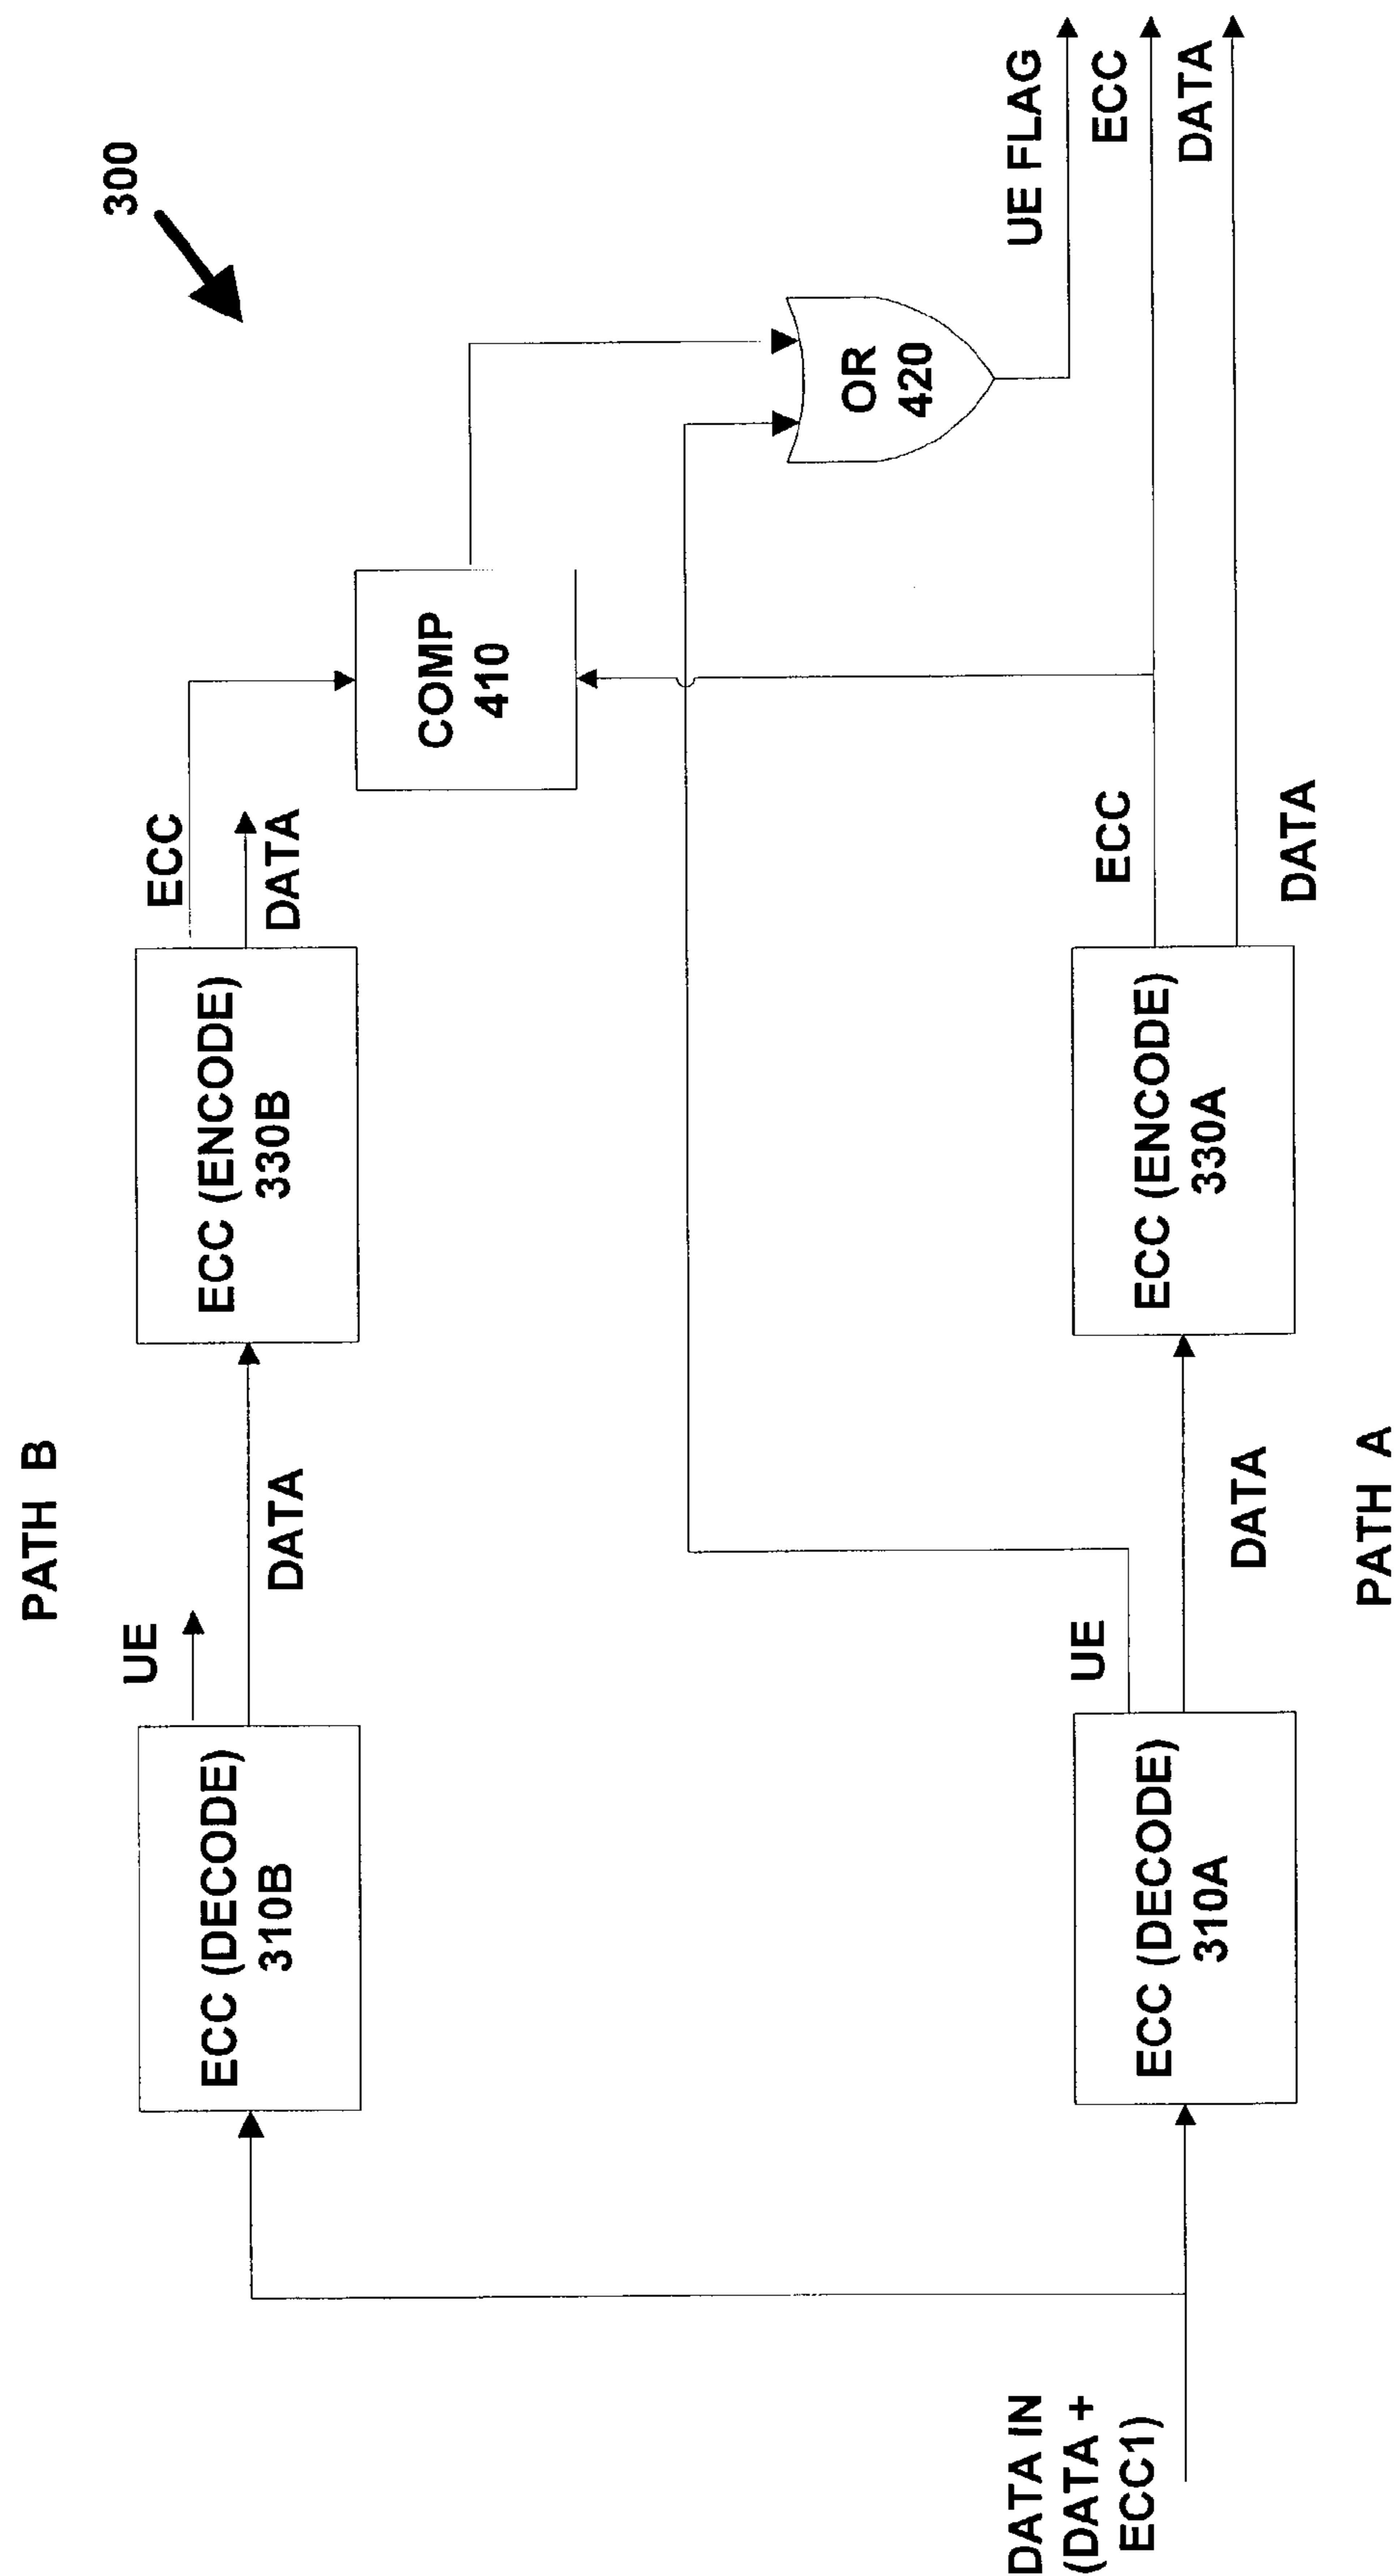 300
PATH B
UE
ECC (DECODE)
310B
DATA
ECC (ENCODE)
330B
ECC
DATA
COMP
410
OR
420
UE FLAG
ECC
DATA
DATA IN
(DATA +
ECC1)
ECC (DECODE)
310A
UE
DATA
ECC (ENCODE)
330A
ECC
DATA
PATH A